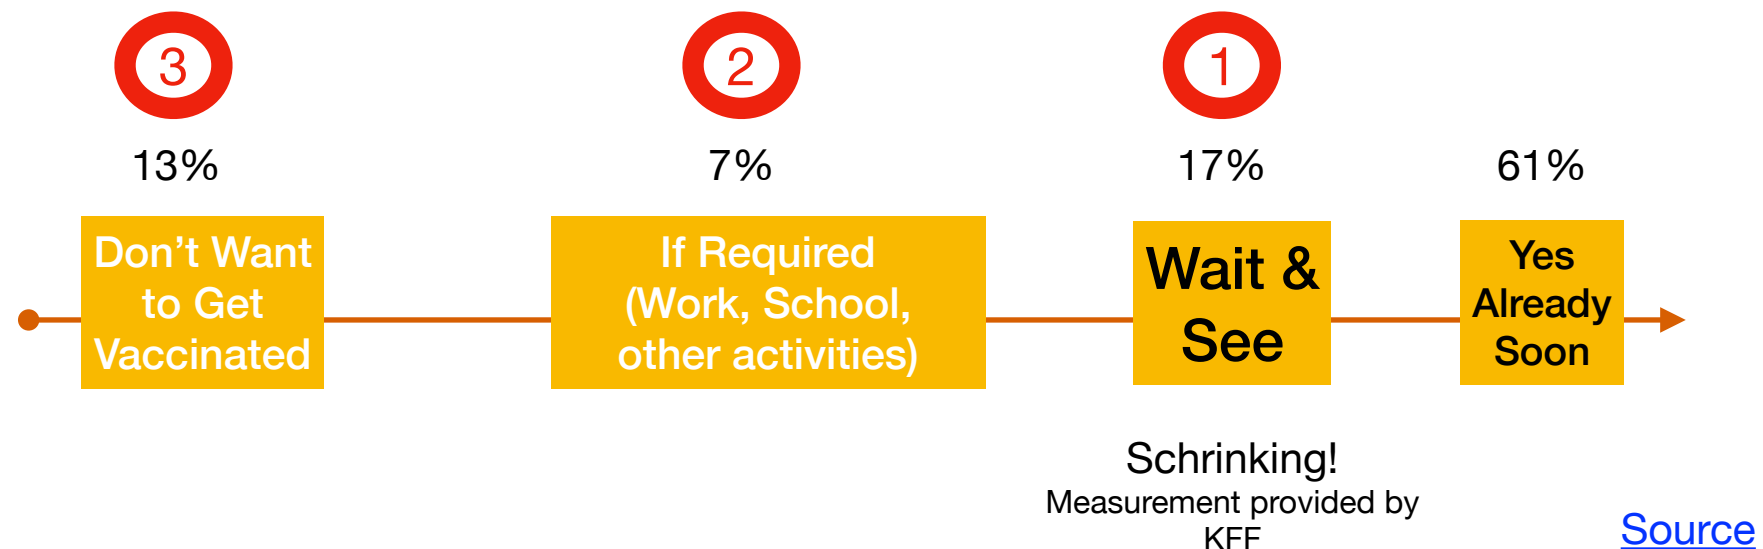 3
2
1
13%
7%
17%
61%
Don't Want
to Get
Vaccinated
If Required
(Work, School,
other activities)
Wait &
See
Yes
Already
Soon
Schrinking!
Measurement provided by
KFF
Source